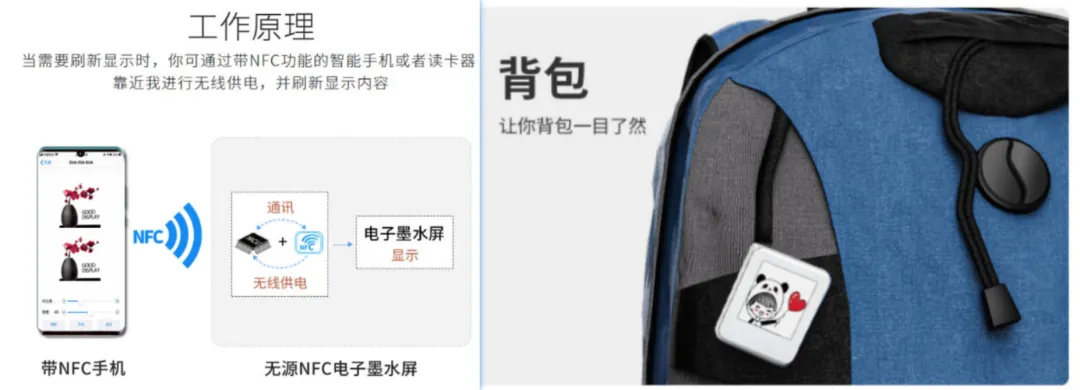 工作原理
当需要刷新显示时，你可通过带NFC功能的智能手机或者读卡器
靠近我进行无线供电，并刷新显示内容
GOOD
DISPLAY
GOOD
DISPLAY
NFC
通讯
+
NFC
无线供电
电子墨水屏
显示
带NFC手机
无源NFC电子墨水屏
背包
让你背包一目了然